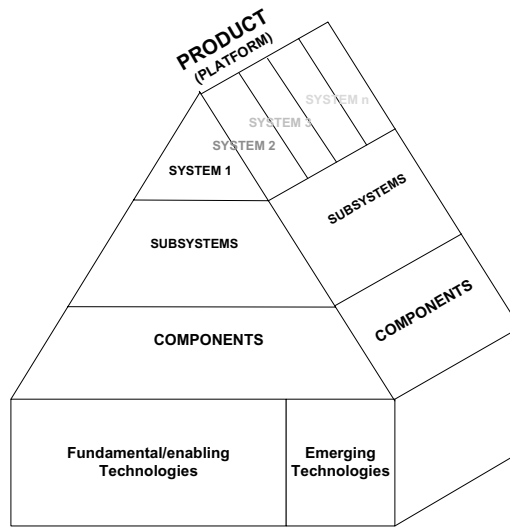 PRODUCT
(PLATFORM)
SYSTEM n
SYSTEM 3
SYSTEM 2
SYSTEM 1
SUBSYSTEMS
SUBSYSTEMS
COMPONENTS
COMPONENTS
Fundamental/enabling
Technologies
Emerging
Technologies